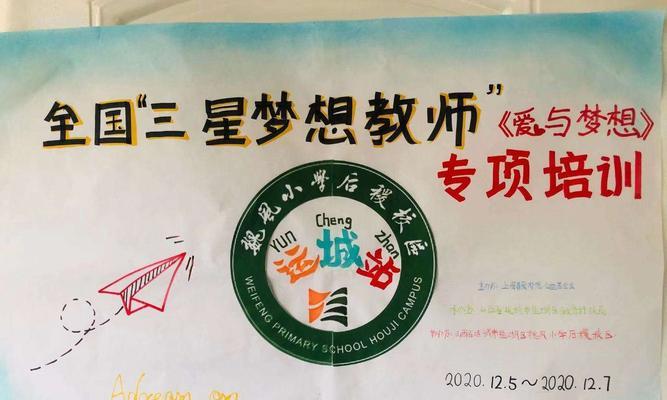 全国“三星梦想教师”
《爱与梦想》
专项培训
魏风小学后稷校区
Yun Cheng zhan
运城站
WEIFENG PRIMARY SCHOOL HOUJI CAMPUS
2020.12.5～2020.12.7